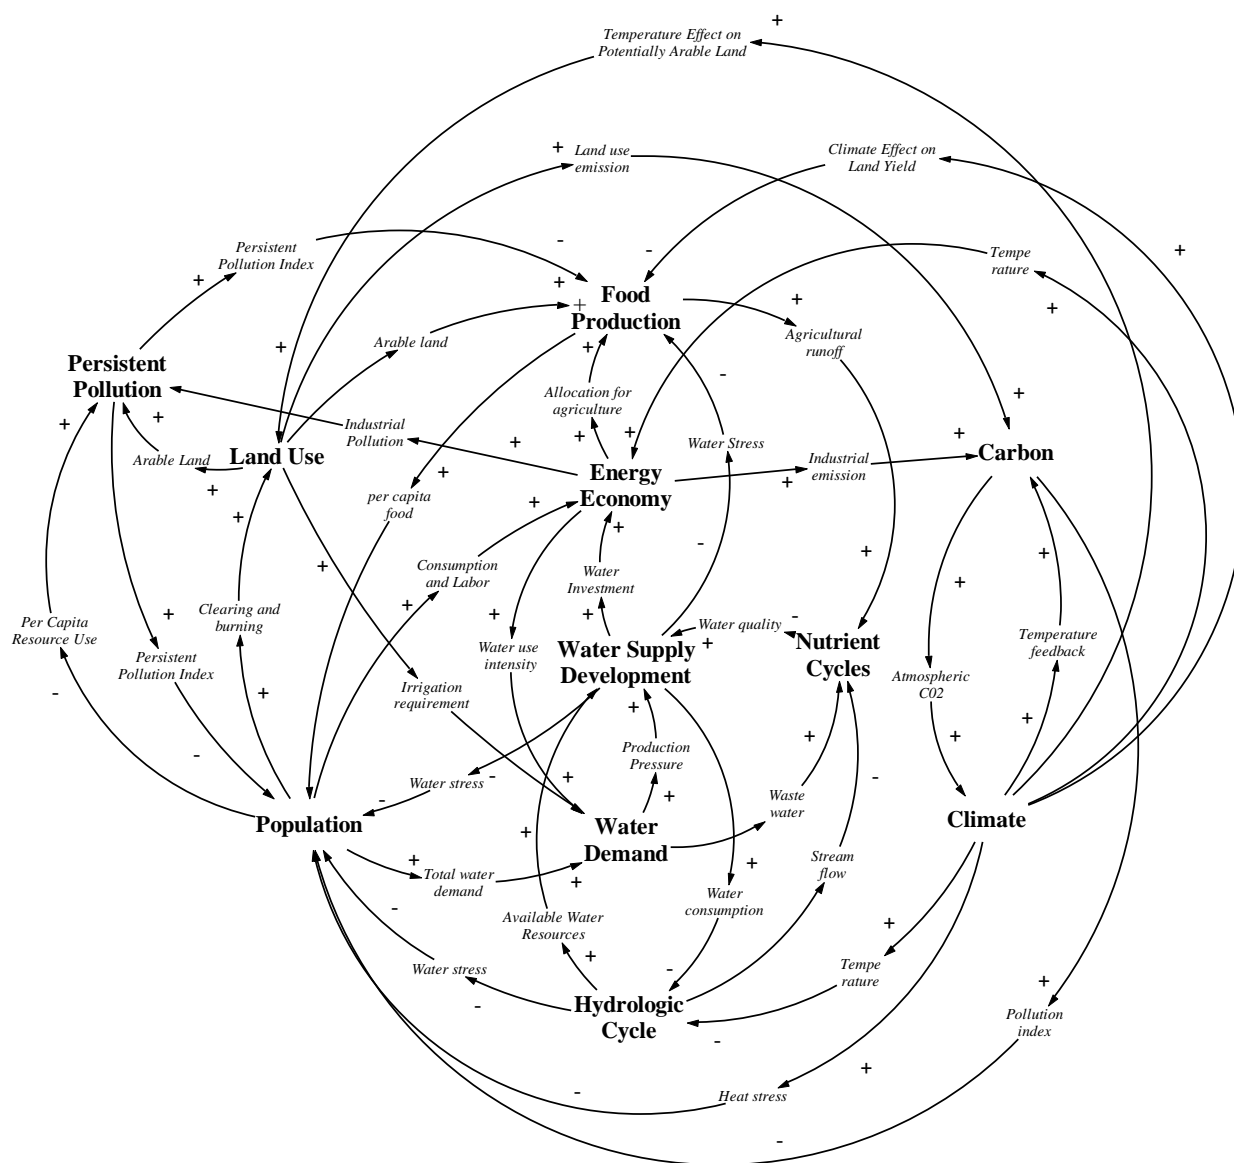 +
Temperature Effect on
Potentially Arable Land
+
Land use
emission
Climate Effect on
Land Yield
+
Persistent
Pollution Index
-
-
Tempe
rature
+
+
Food
Production
+
+
+
Agricultural
runoff
+
Arable land
+
+
Persistent
Pollution
-
+
Allocation for
agriculture
+
+
+
Industrial
Pollution
+
+
+
Water Stress
+
Arable Land
Land Use
+
Energy
Economy
+
Industrial
emission
Carbon
+
+
per capita
food
+
+
+
-
+
+
+
Consumption
and Labor
Water
Investment
+
Per Capita
Resource Use
+
Clearing and
burning
+
+
+
Water use
intensity
Water Supply
Development
+
Water quality
-
Nutrient
Cycles
Temperature
feedback
Persistent
Pollution Index
-
+
Irrigation
requirement
Atmospheric
C02
+
+
+
+
Production
Pressure
-
-
Water stress
-
+
-
+
Waste
water
Population
+
Water
Demand
Climate
+
Total water
demand
+
+
Stream
flow
-
Available Water
Resources
Water
consumption
+
+
Water stress
-
-
Tempe
rature
+
Hydrologic
Cycle
-
Pollution
index
+
-
Heat stress
-